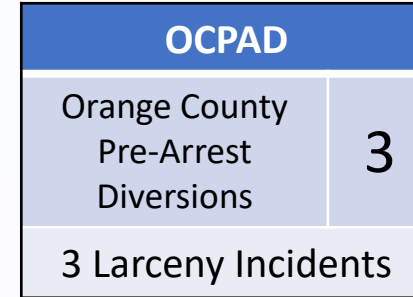 OCPAD
Orange County
Pre-Arrest
Diversions
3
3 Larceny Incidents